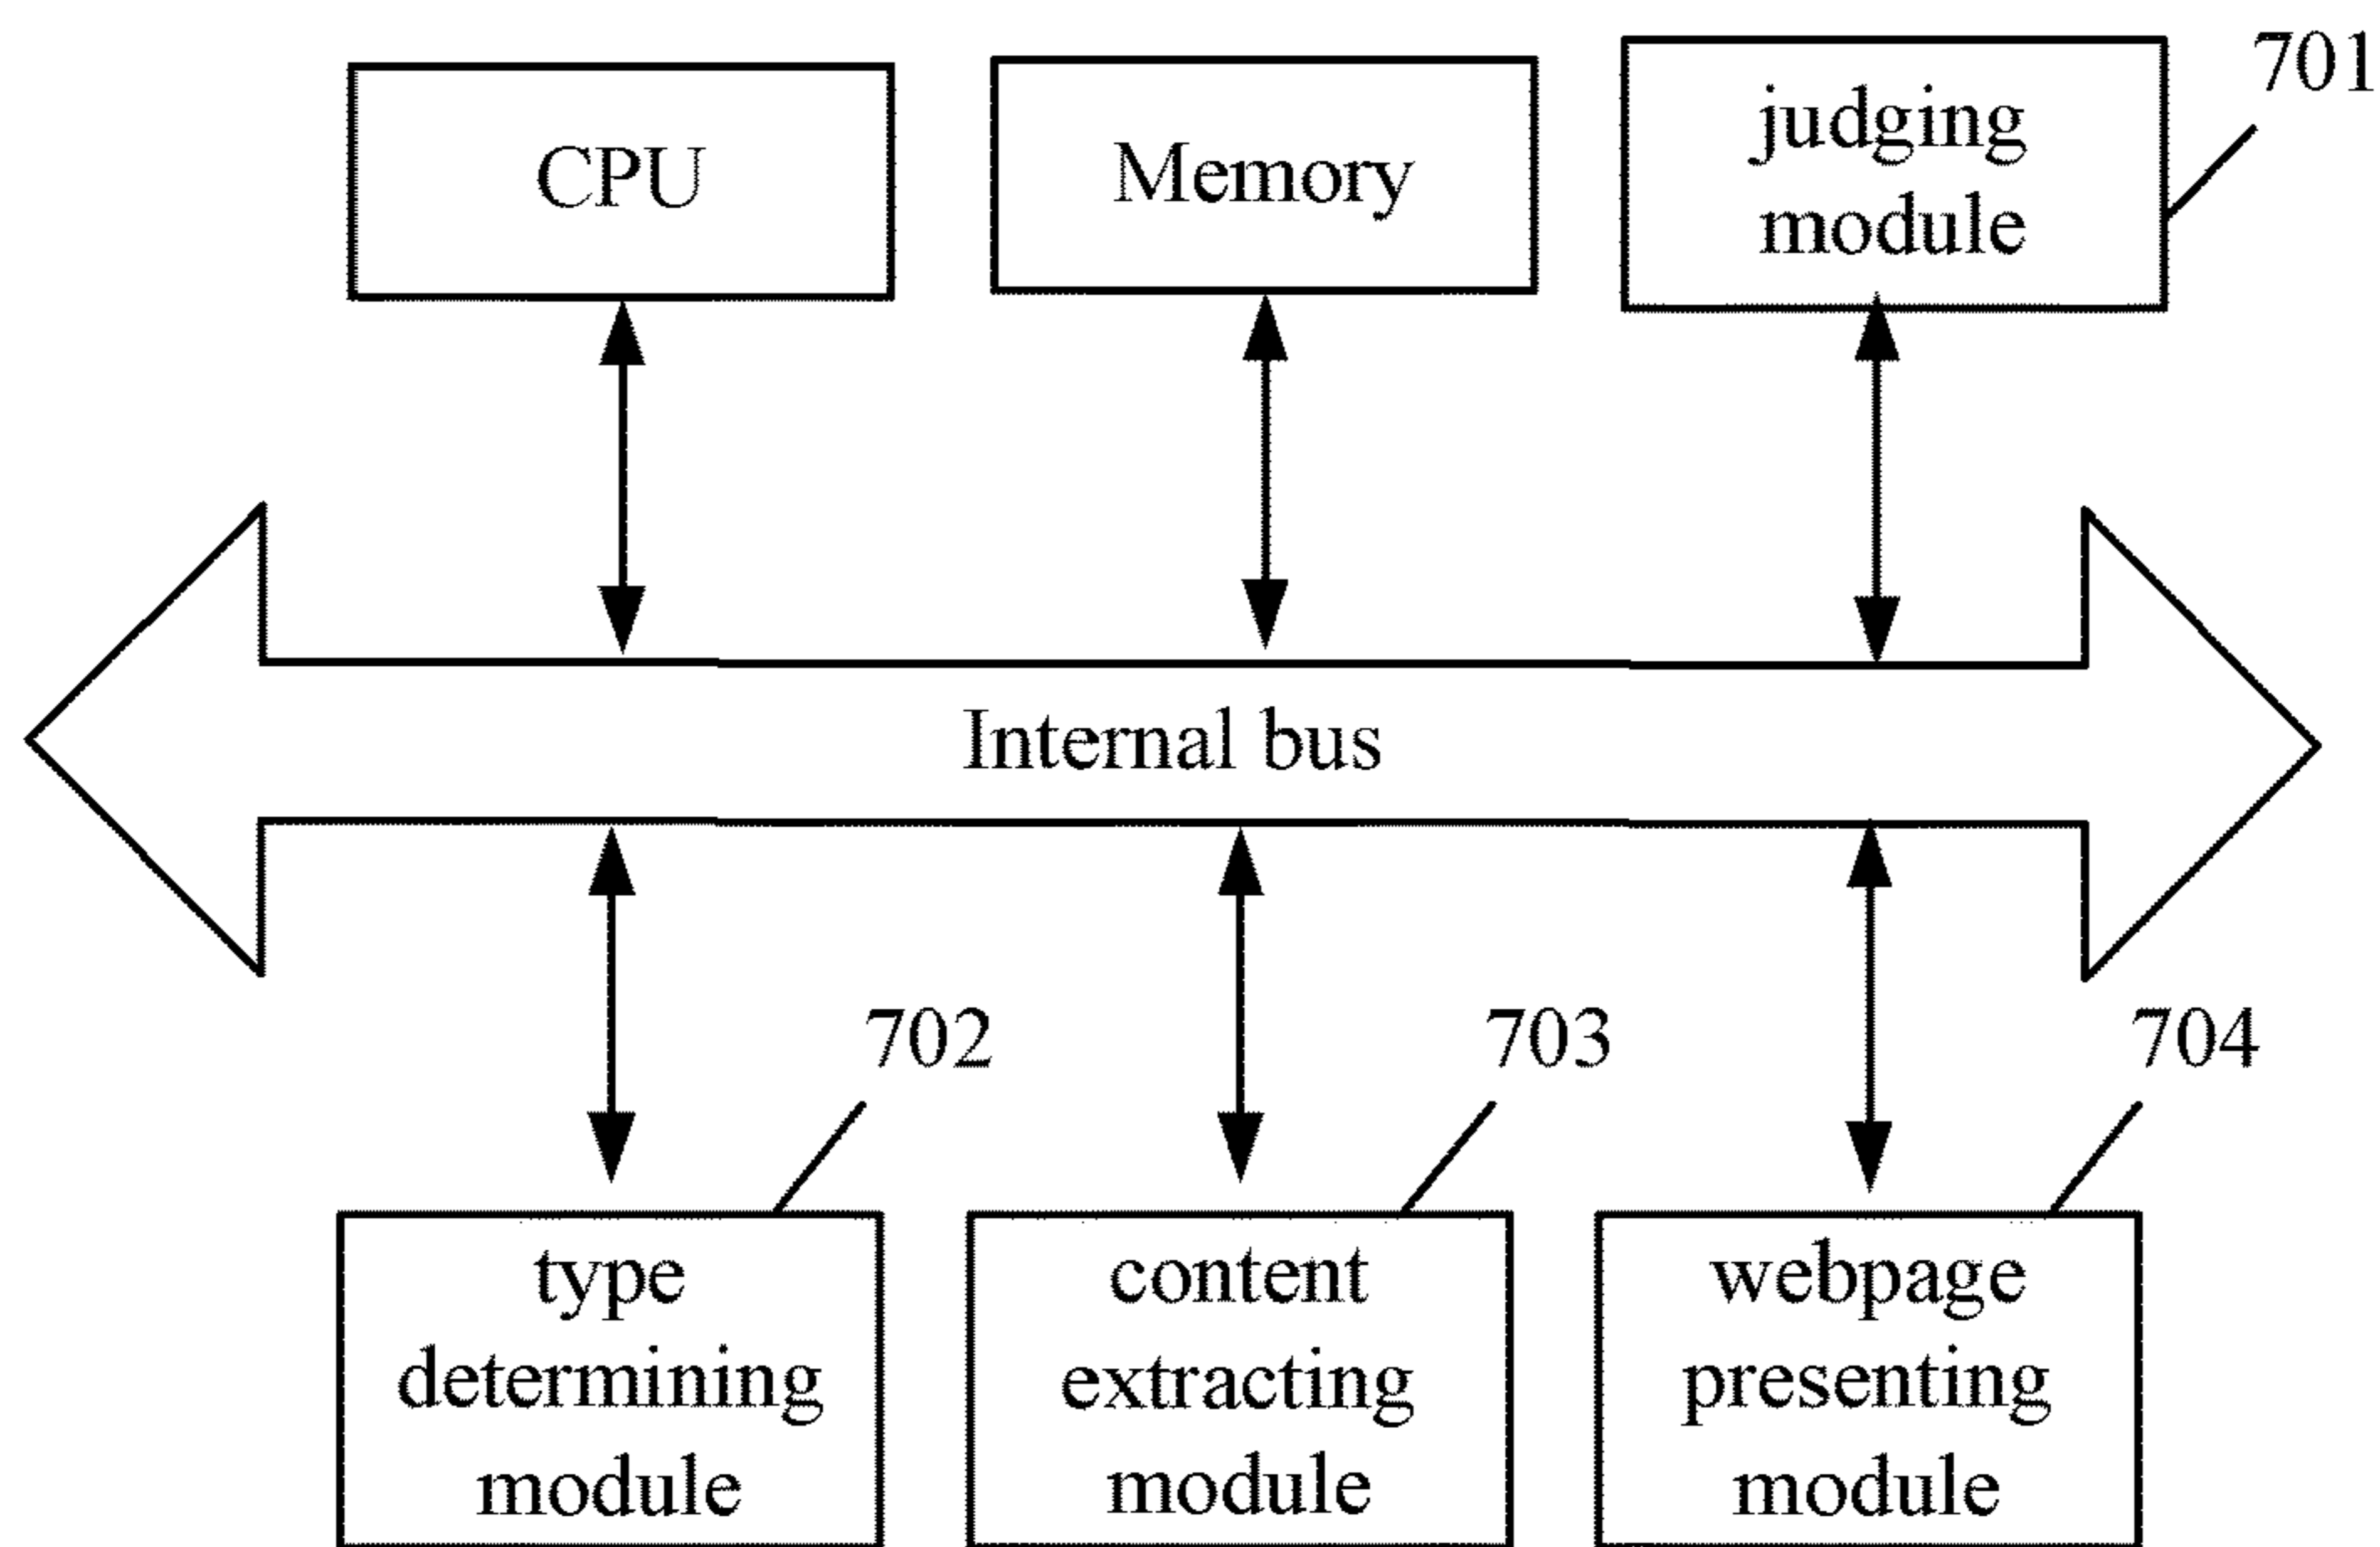 CPU
Memory
judging
module
701
Internal bus
702
703
704
type
determining
module
content
extracting
module
webpage
presenting
module